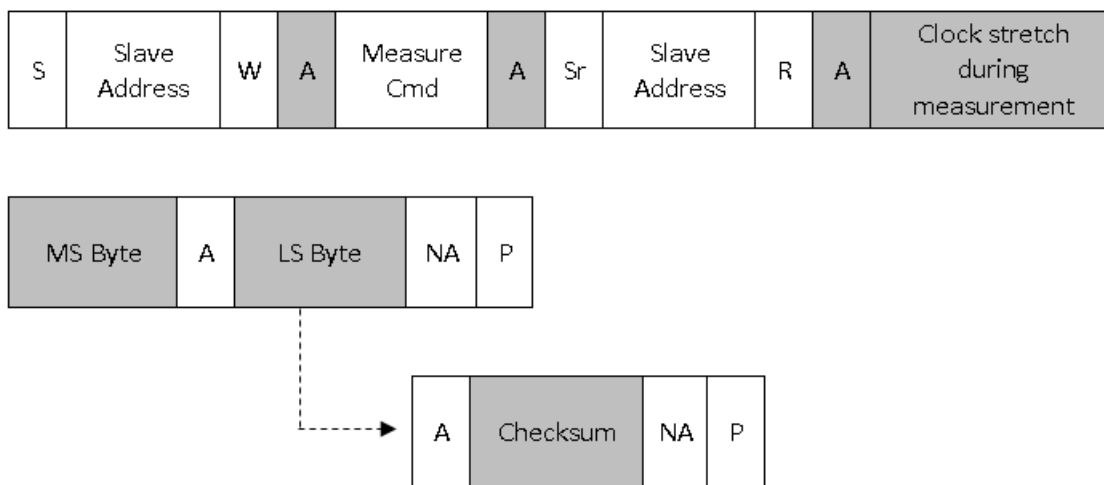 S
Slave
Address
W
A
Measure
Cmd
A
Sr
Slave
Address
R
A
Clock stretch
during
measurement
MS Byte
A
LS Byte
NA
P
A
Checksum
NA
P